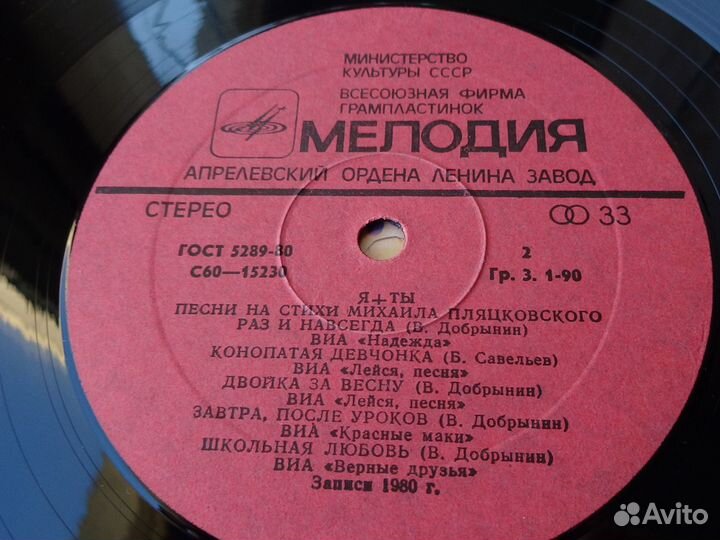 МИНИСТЕРСТВО
КУЛЬТУРЫ СССР
ВСЕСОЮЗНАЯ ФИРМА
ГРАМПЛАСТИНОК
МЕЛОДИЯ
АПРЕЛЕВСКИЙ ОРДЕНА ЛЕНИНА ЗАВОД
СТЕРЕО 33
ГОСТ 5289-80 2
С60—15230 Гр. 3. 1-90
Я+ТЫ
ПЕСНИ НА СТИХИ МИХАИЛА ПЛЯЦКОВСКОГО
РАЗ И НАВСЕГДА (В. Добрынин)
ВИА «Надежда»
КОНОПАТАЯ ДЕВЧОНКА (Б. Савельев)
ВИА «Лейся, песня»
ДВОЙКА ЗА ВЕСНУ (В. Добрынин)
ВИА «Лейся, песня»
ЗАВТРА, ПОСЛЕ УРОКОВ (В. Добрынин)
ВИА «Красные маки»
ШКОЛЬНАЯ ЛЮБОВЬ (В. Добрынин)
ВИА «Верные друзья»
Записи 1980 г.
Avito